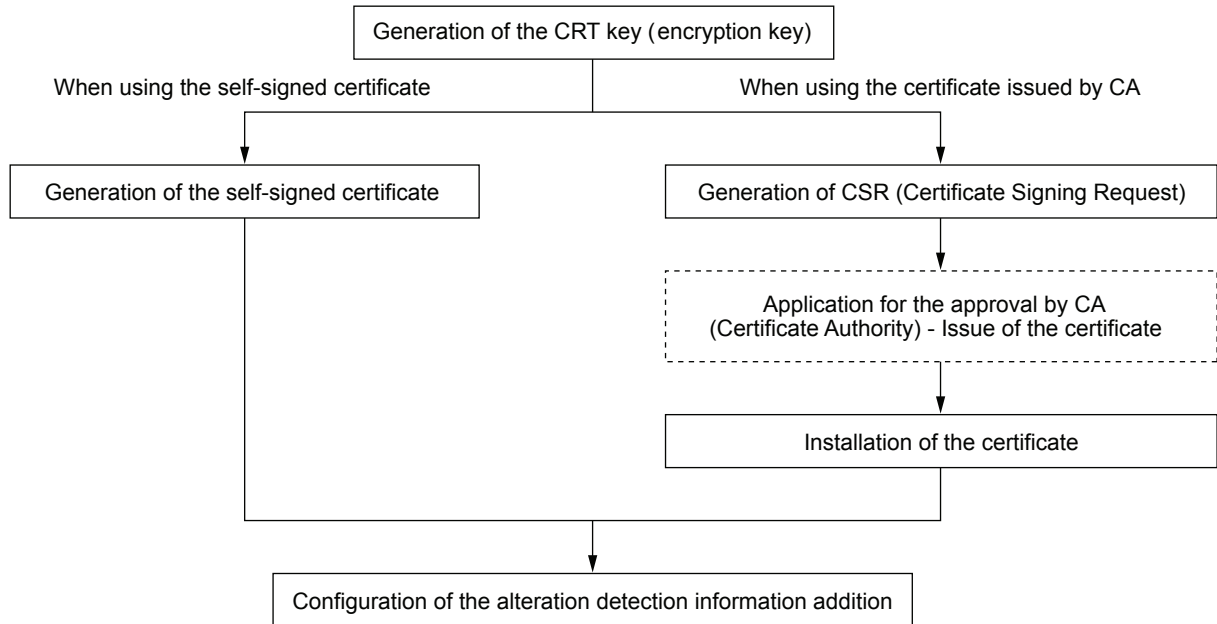 Generation of the CRT key (encryption key)
When using the self-signed certificate
When using the certificate issued by CA
Generation of the self-signed certificate
Generation of CSR (Certificate Signing Request)
Application for the approval by CA
(Certificate Authority) - Issue of the certificate
Installation of the certificate
Configuration of the alteration detection information addition